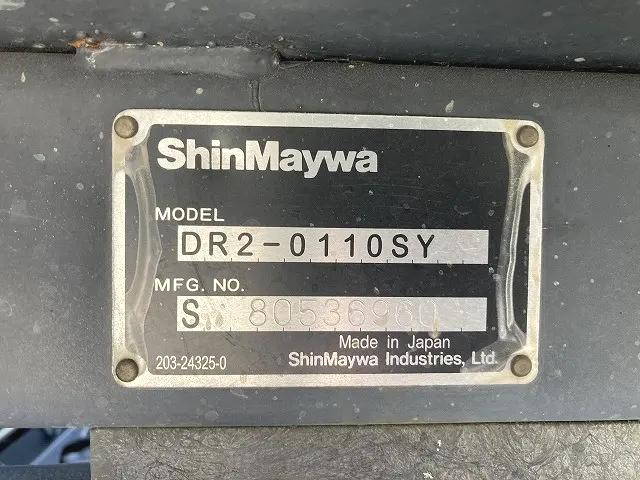 ShinMaywa
MODEL
DR2-0110SY
MFG. NO.
S 80536960
Made in Japan
203-24325-0 ShinMaywa Industries, Ltd.